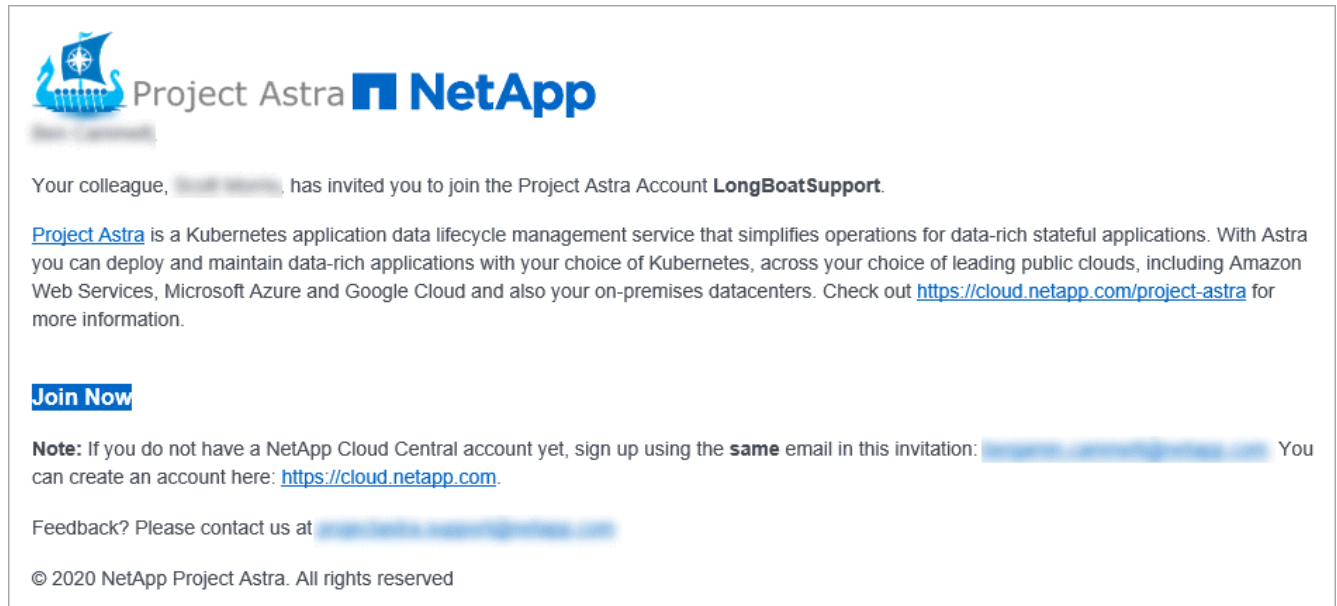 Project Astra NetApp
Your colleague, , has invited you to join the Project Astra Account LongBoatSupport.
Project Astra is a Kubernetes application data lifecycle management service that simplifies operations for data-rich stateful applications. With Astra
you can deploy and maintain data-rich applications with your choice of Kubernetes, across your choice of leading public clouds, including Amazon
Web Services, Microsoft Azure and Google Cloud and also your on-premises datacenters. Check out https://cloud.netapp.com/project-astra for
more information.
Join Now
Note: If you do not have a NetApp Cloud Central account yet, sign up using the same email in this invitation: You
can create an account here: https://cloud.netapp.com.
Feedback? Please contact us at
© 2020 NetApp Project Astra. All rights reserved